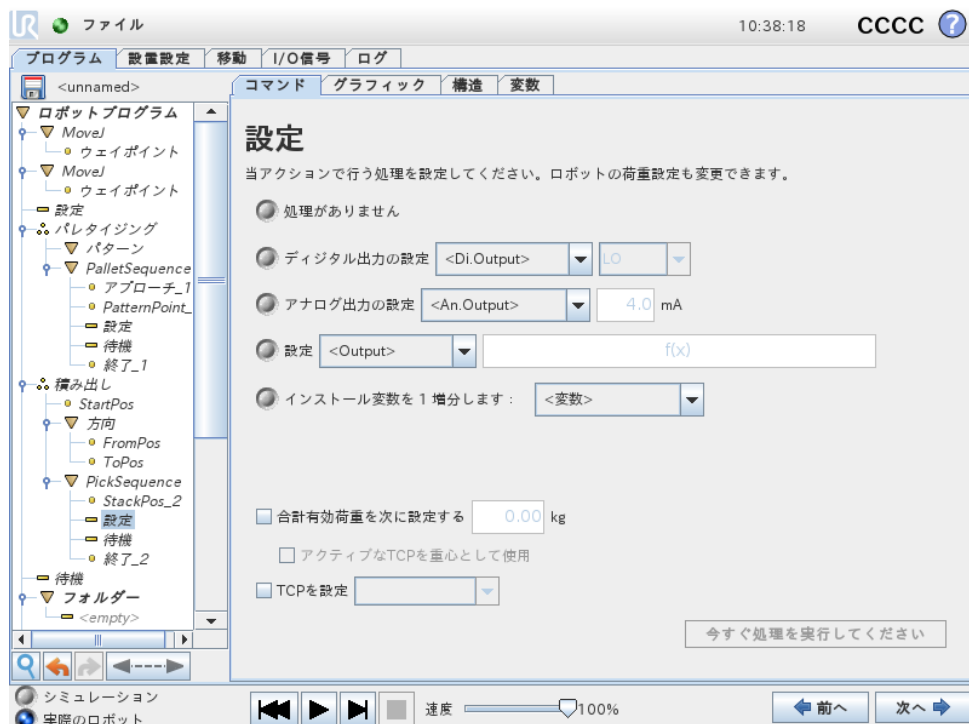 UR ファイル 10:38:18 CCCC ?
プログラム 設置設定 移動 I/O信号 ログ
<unnamed>
コマンド グラフィック 構造 変数
ロボットプログラム
MoveJ
ウェイポイント
MoveJ
ウェイポイント
設定
パレタイジング
パターン
PalletSequence
アプローチ_1
PatternPoint_
設定
待機
終了_1
積み出し
StartPos
方向
FromPos
ToPos
PickSequence
StackPos_2
設定
待機
終了_2
待機
フォルダー
<empty>
設定
当アクションで行う処理を設定してください。ロボットの荷重設定も変更できます。
処理がありません
ディジタル出力の設定 <Di.Output> LO
アナログ出力の設定 <An.Output> 4.0 mA
設定 <Output> f(x)
インストール変数を 1 増分します： <変数>
合計有効荷重を次に設定する 0.00 kg
アクティブなTCPを重心として使用
TCPを設定
今すぐ処理を実行してください
シミュレーション
実際のロボット
速度 100%
前へ 次へ